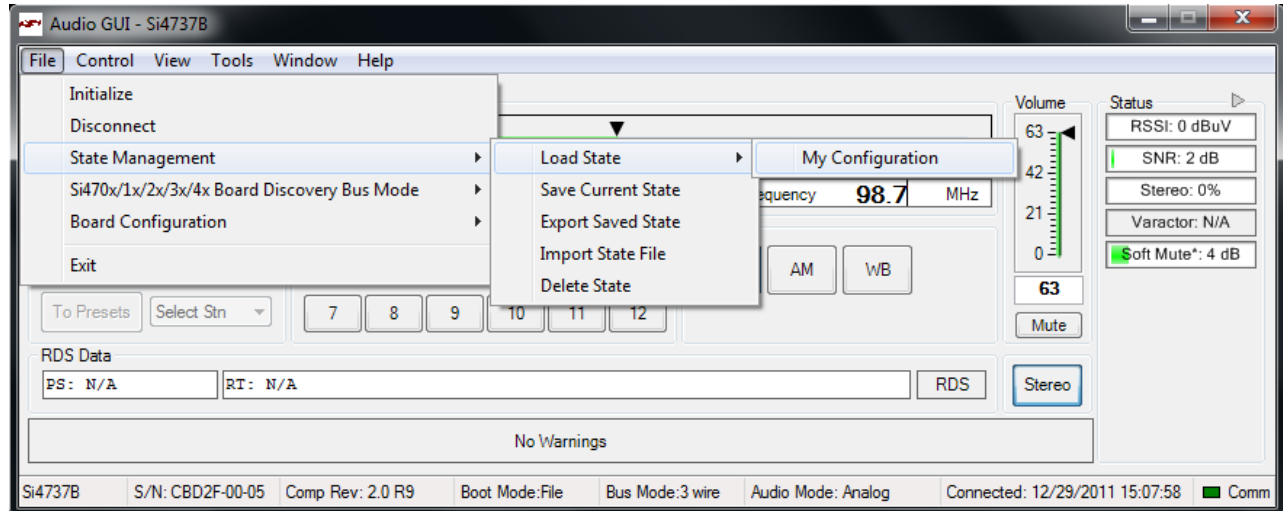 Audio GUI - Si4737B
File Control View Tools Window Help
Initialize
Disconnect
State Management
Si470x/1x/2x/3x/4x Board Discovery Bus Mode
Board Configuration
Exit
Load State
Save Current State
Export Saved State
Import State File
Delete State
My Configuration
98.7 MHz
AM WB
To Presets Select Stn 7 8 9 10 11 12
Volume
63
42
21
0
63
Mute
Status
RSSI: 0 dBuV
SNR: 2 dB
Stereo: 0%
Varactor: N/A
Soft Mute*: 4 dB
RDS Data
PS: N/A RT: N/A RDS
Stereo
No Warnings
Si4737B S/N: CBD2F-00-05 Comp Rev: 2.0 R9 Boot Mode:File Bus Mode:3 wire Audio Mode: Analog Connected: 12/29/2011 15:07:58 Comm